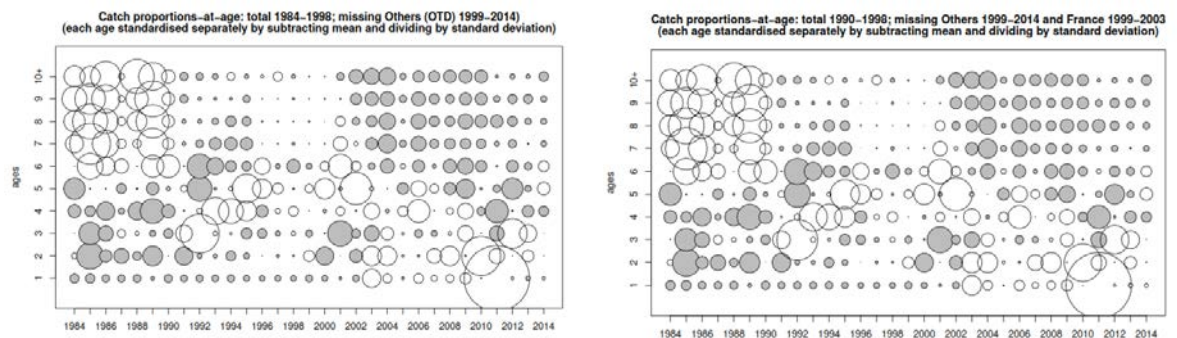 Catch proportions−at−age: total 1984−1998; missing Others (OTD) 1999−2014)
(each age standardised separately by subtracting mean and dividing by standard deviation)
10+
9
8
7
6
5
4
3
2
1
ages
1984 1986 1988 1990 1992 1994 1996 1998 2000 2002 2004 2006 2008 2010 2012 2014
Catch proportions−at−age: total 1990−1998; missing Others 1999−2014 and France 1999−2003
(each age standardised separately by subtracting mean and dividing by standard deviation)
10+
9
8
7
6
5
4
3
2
1
ages
1984 1986 1988 1990 1992 1994 1996 1998 2000 2002 2004 2006 2008 2010 2012 2014